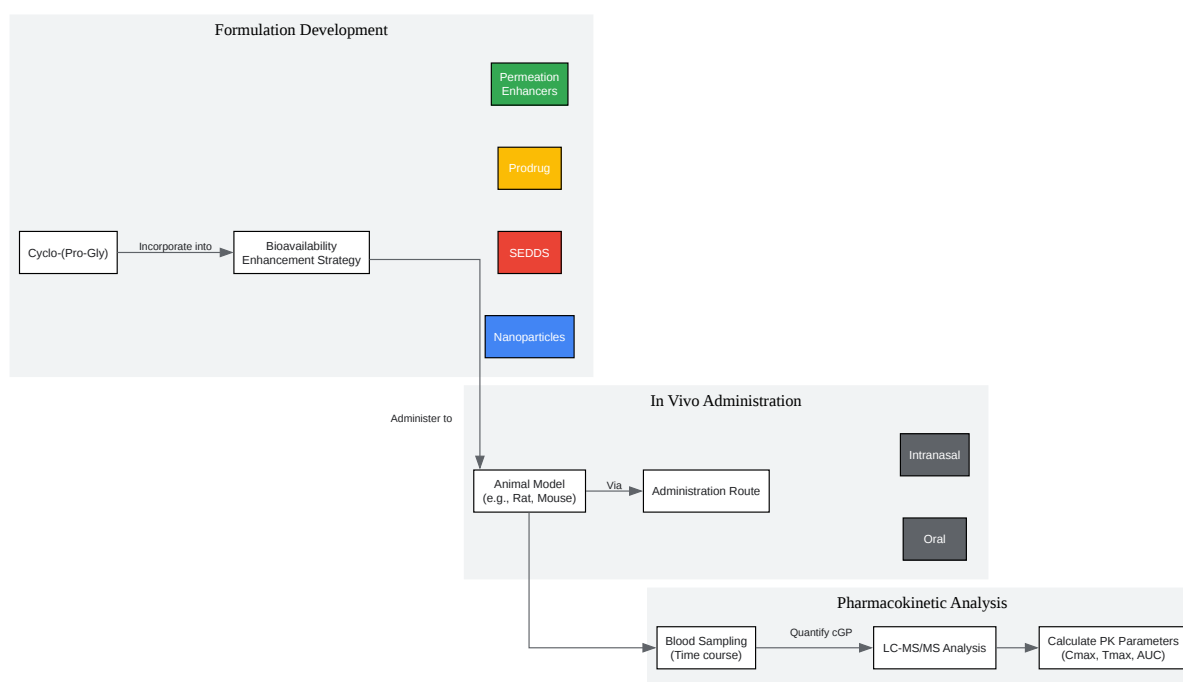 Formulation Development
Permeation
Enhancers
Prodrug
Cyclo-(Pro-Gly)
Incorporate into
Bioavailability
Enhancement Strategy
SEDDS
Nanoparticles
Administer to
In Vivo Administration
Intranasal
Animal Model
(e.g., Rat, Mouse)
Via
Administration Route
Oral
Pharmacokinetic Analysis
Blood Sampling
(Time course)
Quantify cGP
LC-MS/MS Analysis
Calculate PK Parameters
(Cmax, Tmax, AUC)